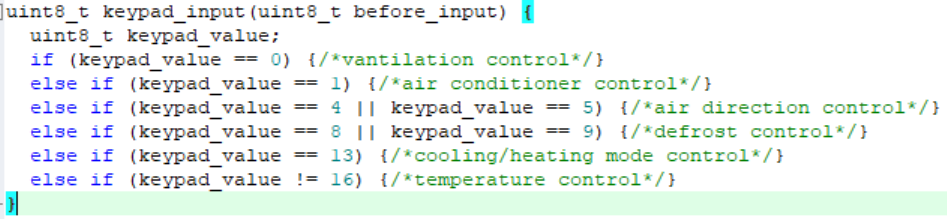 uint8_t keypad_input(uint8_t before_input) {
uint8_t keypad_value;
if (keypad_value == 0) {/*vantilation control*/}
else if (keypad_value == 1) {/*air conditioner control*/}
else if (keypad_value == 4 || keypad_value == 5) {/*air direction control*/}
else if (keypad_value == 8 || keypad_value == 9) {/*defrost control*/}
else if (keypad_value == 13) {/*cooling/heating mode control*/}
else if (keypad_value != 16) {/*temperature control*/}
}